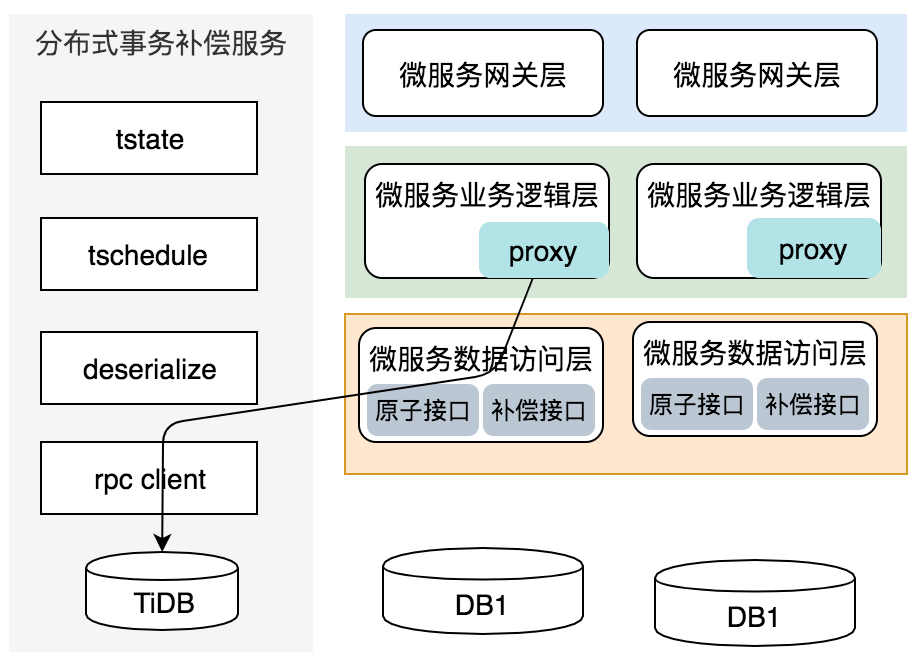 分布式事务补偿服务
tstate
tschedule
deserialize
rpc client
TiDB
微服务网关层
微服务网关层
微服务业务逻辑层
proxy
微服务业务逻辑层
proxy
微服务数据访问层
原子接口
补偿接口
微服务数据访问层
原子接口
补偿接口
DB1
DB1